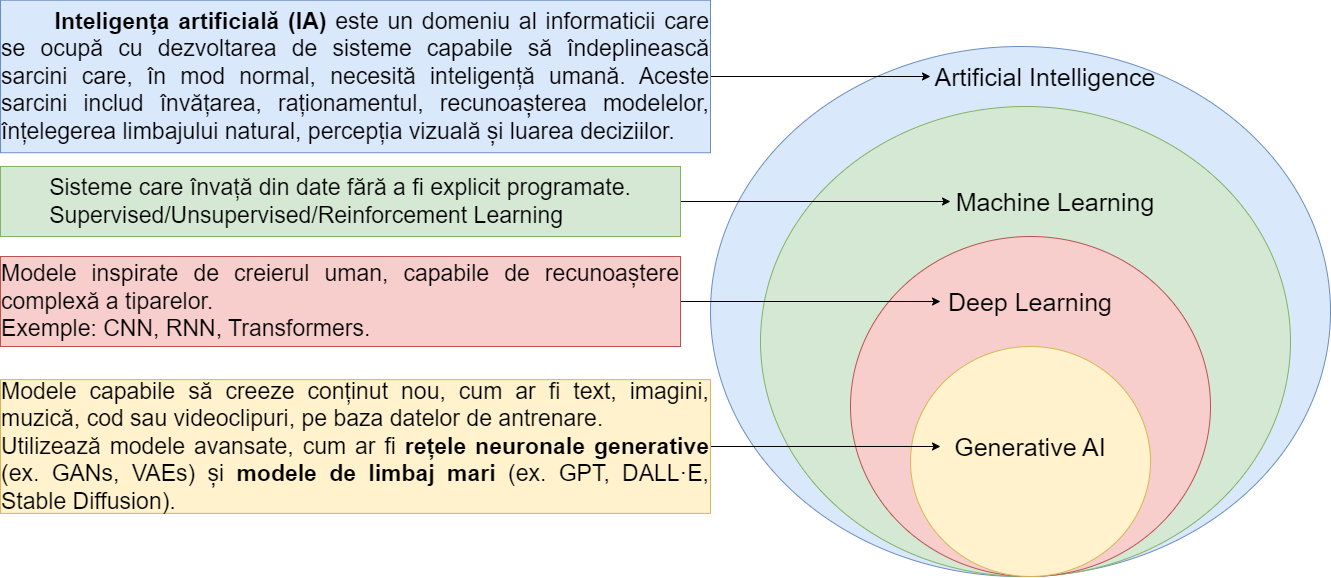 Inteligența artificială (IA) este un domeniu al informaticii care
se ocupă cu dezvoltarea de sisteme capabile să îndeplinească
sarcini care, în mod normal, necesită inteligență umană. Aceste
sarcini includ învățarea, raționamentul, recunoașterea modelelor,
înțelegerea limbajului natural, percepția vizuală și luarea deciziilor.
Artificial Intelligence
Sisteme care învață din date fără a fi explicit programate.
Supervised/Unsupervised/Reinforcement Learning
Machine Learning
Modele inspirate de creierul uman, capabile de recunoaștere
complexă a tiparelor.
Exemple: CNN, RNN, Transformers.
Deep Learning
Modele capabile să creeze conținut nou, cum ar fi text, imagini,
muzică, cod sau videoclipuri, pe baza datelor de antrenare.
Utilizează modele avansate, cum ar fi rețele neuronale generative
(ex. GANs, VAEs) și modele de limbaj mari (ex. GPT, DALL·E,
Stable Diffusion).
Generative AI